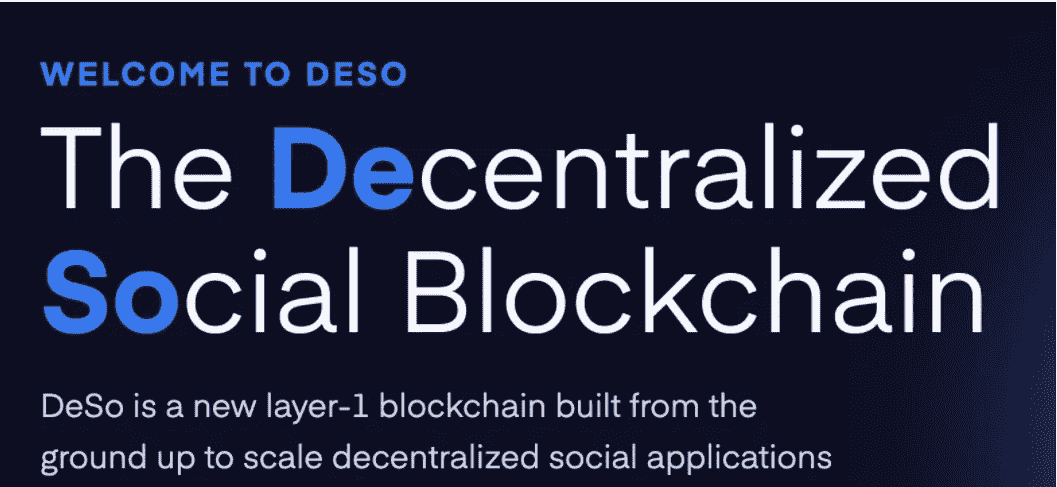 WELCOME TO DESO
The Decentralized
Social Blockchain
DeSo is a new layer-1 blockchain built from the
ground up to scale decentralized social applications